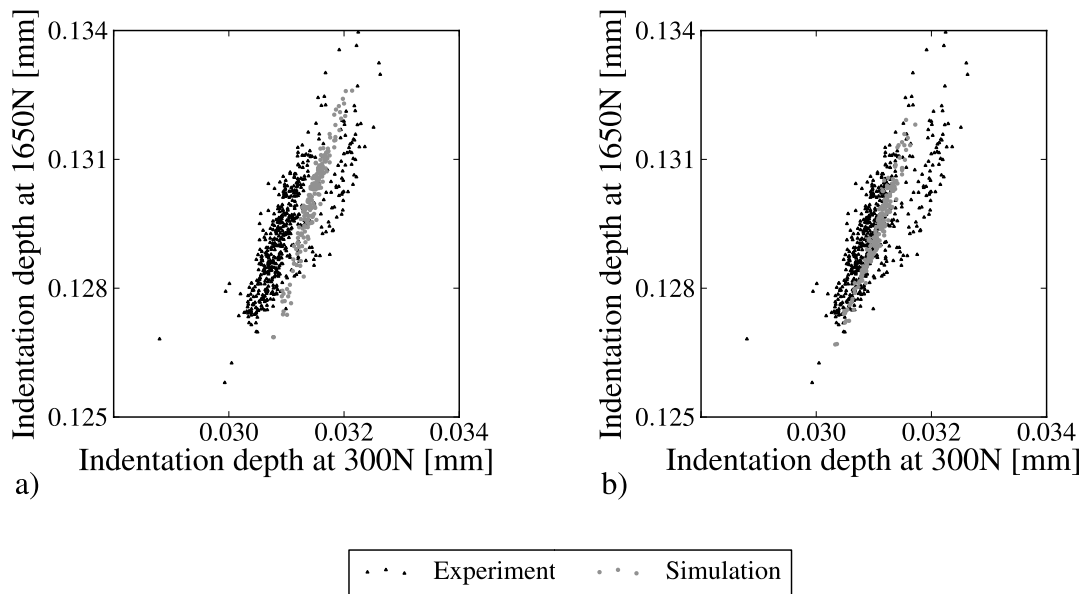 Indentation depth at 1650N [mm]
0.134
0.131
0.128
0.125
0.030 0.032 0.034
Indentation depth at 300N [mm]
a)
Indentation depth at 1650N [mm]
0.134
0.131
0.128
0.125
0.030 0.032 0.034
Indentation depth at 300N [mm]
b)
Experiment Simulation